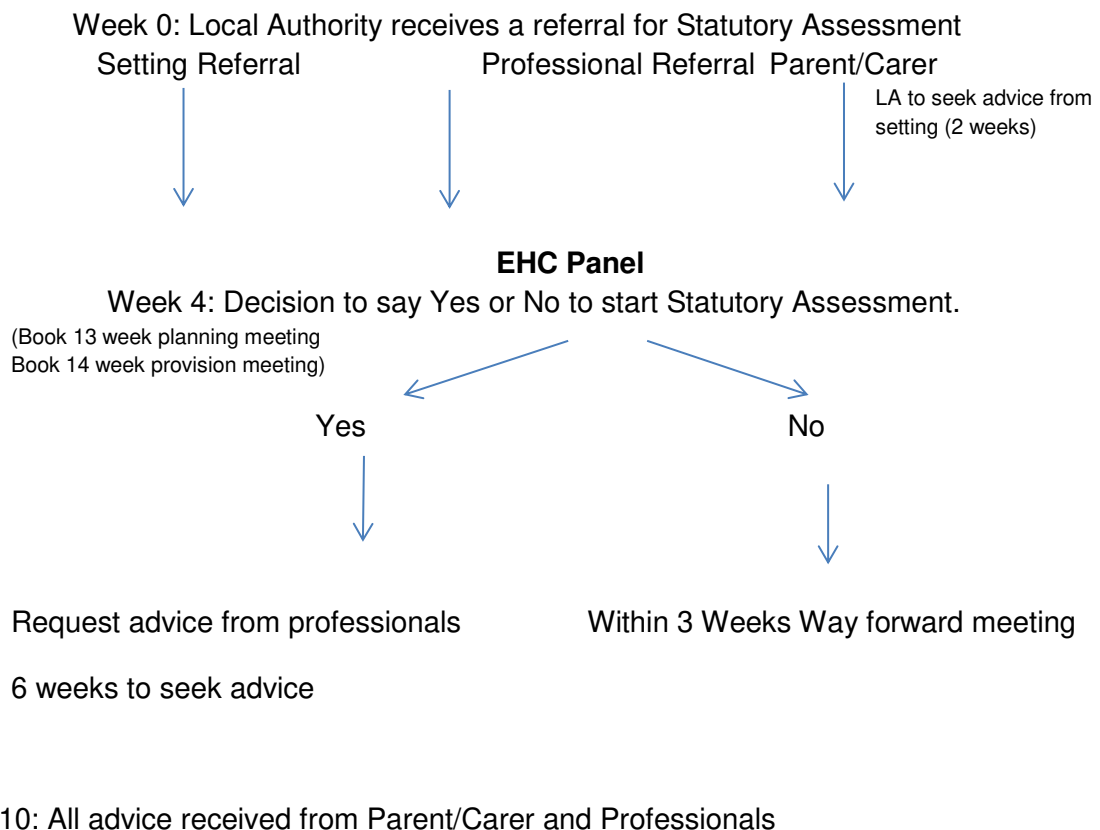 Week 0: Local Authority receives a referral for Statutory Assessment
Setting Referral Professional Referral Parent/Carer
LA to seek advice from
setting (2 weeks)
EHC Panel
Week 4: Decision to say Yes or No to start Statutory Assessment.
(Book 13 week planning meeting
Book 14 week provision meeting)
Yes No
Request advice from professionals Within 3 Weeks Way forward meeting
6 weeks to seek advice
10: All advice received from Parent/Carer and Professionals